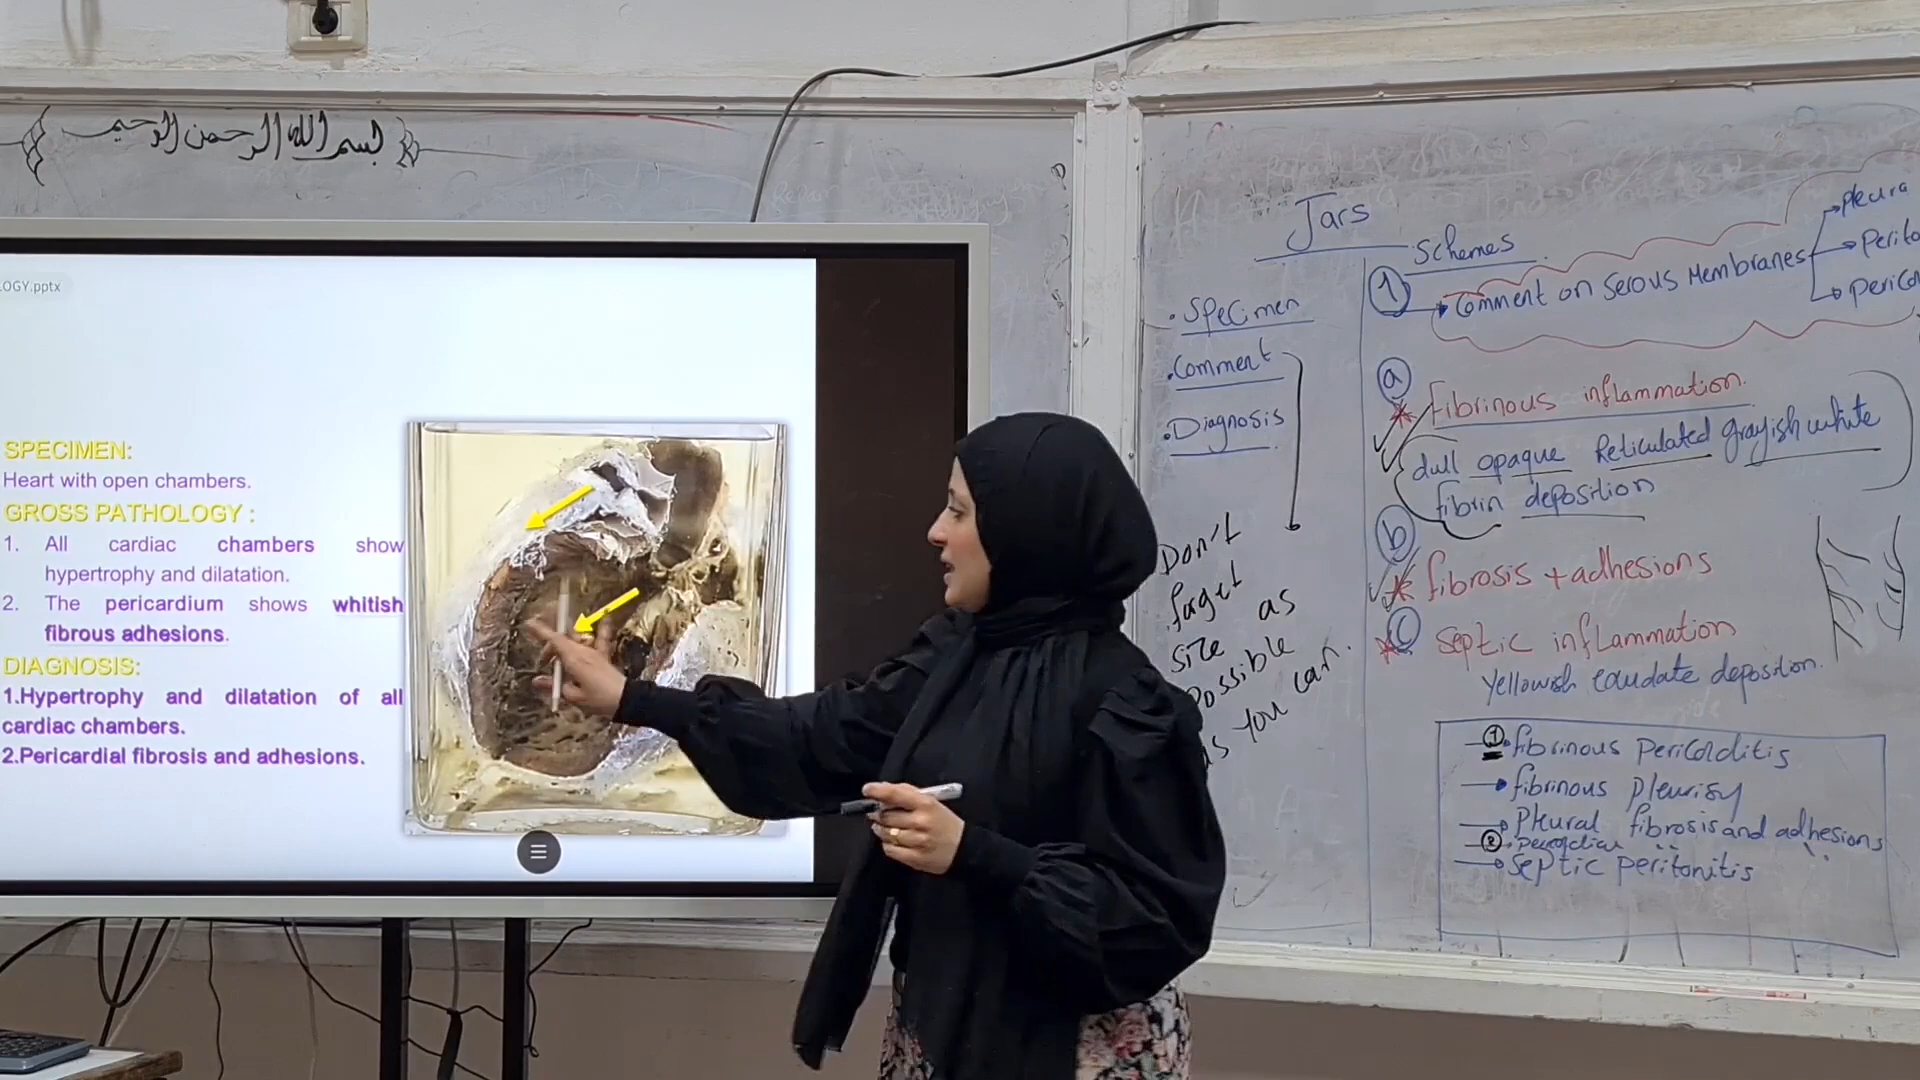 بسم الله الرحمن الرحيم
OGY.pptx
SPECIMEN:
Heart with open chambers.
GROSS PATHOLOGY :
1. All cardiac chambers show
hypertrophy and dilatation.
2. The pericardium shows whitish
fibrous adhesions.
DIAGNOSIS:
1.Hypertrophy and dilatation of all
cardiac chambers.
2.Pericardial fibrosis and adhesions.
Jars
Schemes
• Specimen
• Comment
• Diagnosis
Don't
forget
size as
possible
as you can.
1 Comment on Serous Membranes
Pleura
Perito
Perica
a Fibrinous inflammation.
dull opaque Reticulated grayish white
fibrin deposition
b fibrosis + adhesions
C Septic inflammation
Yellowish exudate deposition.
1 fibrinous pericarditis
fibrinous pleurisy
Pleural fibrosis and adhesions
2
Septic peritonitis